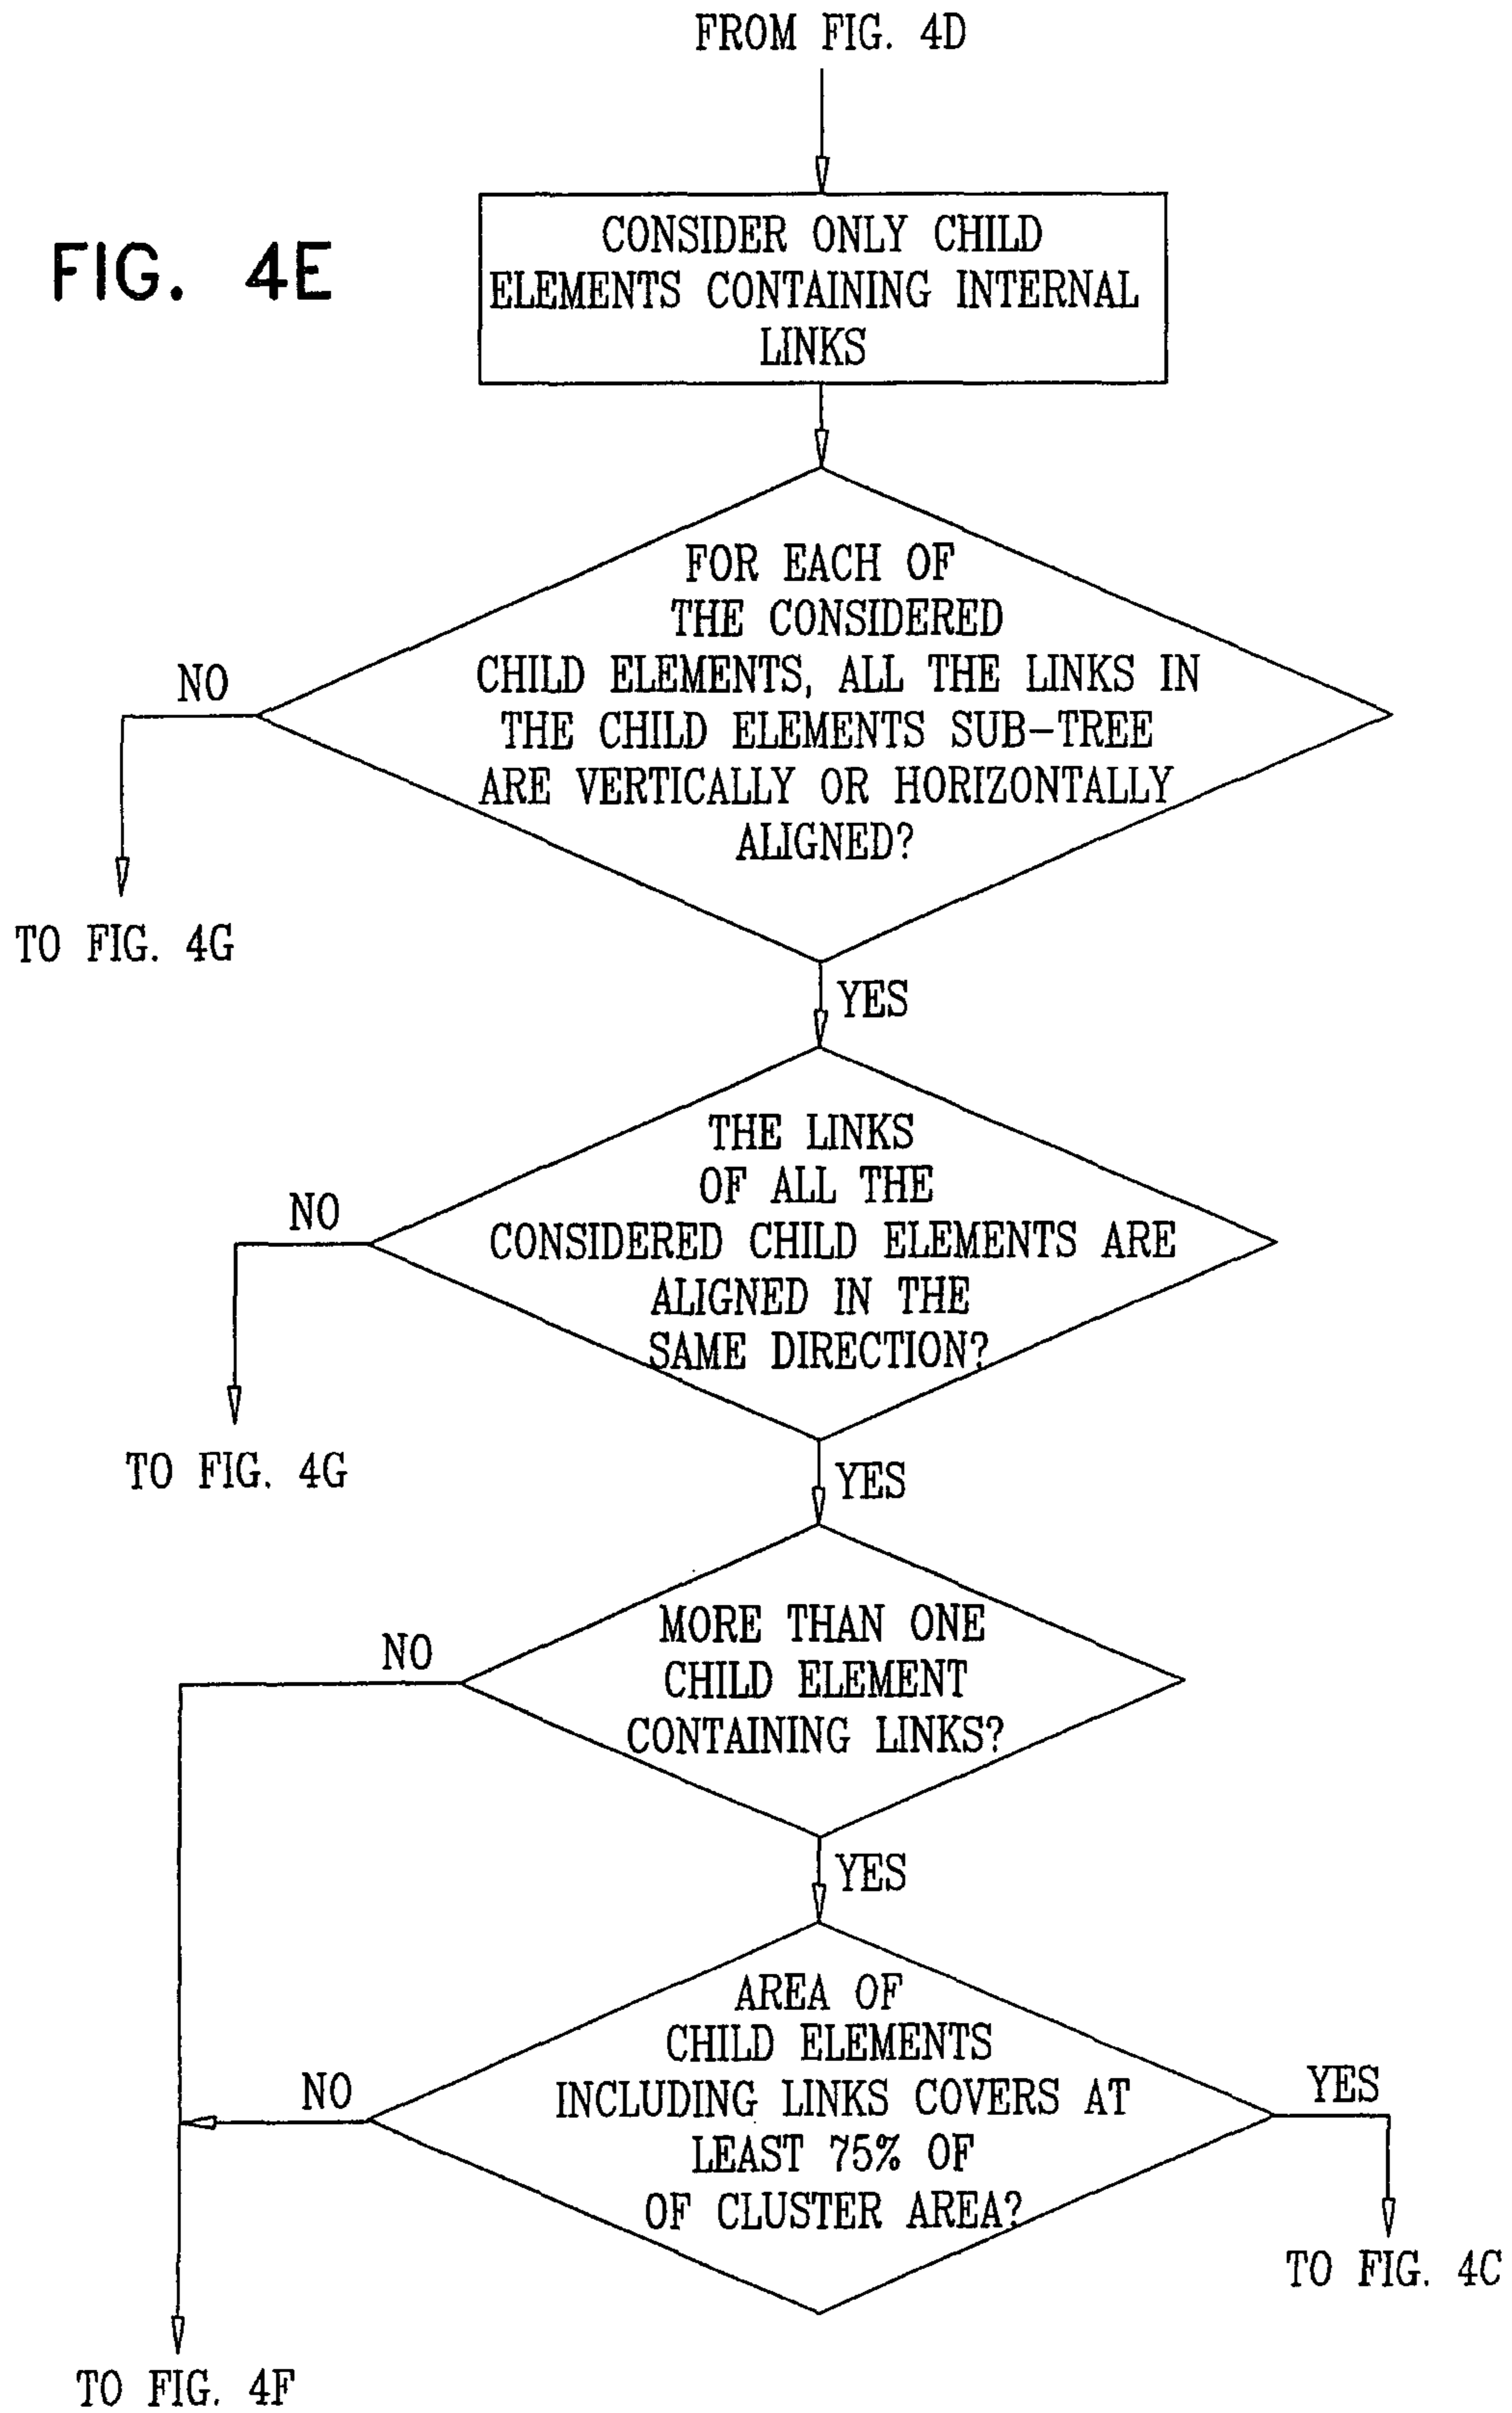 FROM FIG. 4D
FIG. 4E
CONSIDER ONLY CHILD
ELEMENTS CONTAINING INTERNAL
LINKS
FOR EACH OF
THE CONSIDERED
CHILD ELEMENTS, ALL THE LINKS IN
THE CHILD ELEMENTS SUB-TREE
ARE VERTICALLY OR HORIZONTALLY
ALIGNED?
NO
TO FIG. 4G
YES
THE LINKS
OF ALL THE
CONSIDERED CHILD ELEMENTS ARE
ALIGNED IN THE
SAME DIRECTION?
NO
TO FIG. 4G
YES
MORE THAN ONE
CHILD ELEMENT
CONTAINING LINKS?
NO
YES
AREA OF
CHILD ELEMENTS
INCLUDING LINKS COVERS AT
LEAST 75% OF
OF CLUSTER AREA?
NO
YES
TO FIG. 4C
TO FIG. 4F